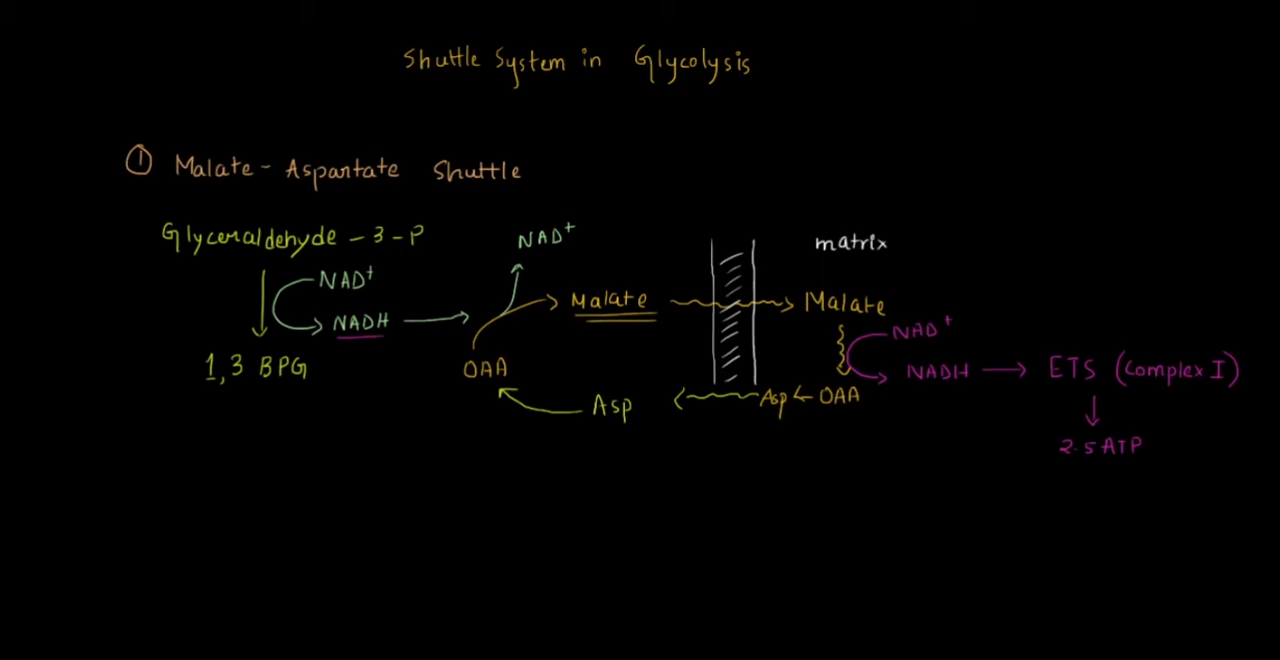 Shuttle System in Glycolysis
① Malate - Aspantate Shuttle
Glyceraldehyde - 3 - P
NAD⁺
NADH
1,3 BPG
NAD⁺
OAA
Malate
Asp
matrix
Malate
NAD⁺
NADH → ETS (Complex I)
Asp ← OAA
2.5 ATP